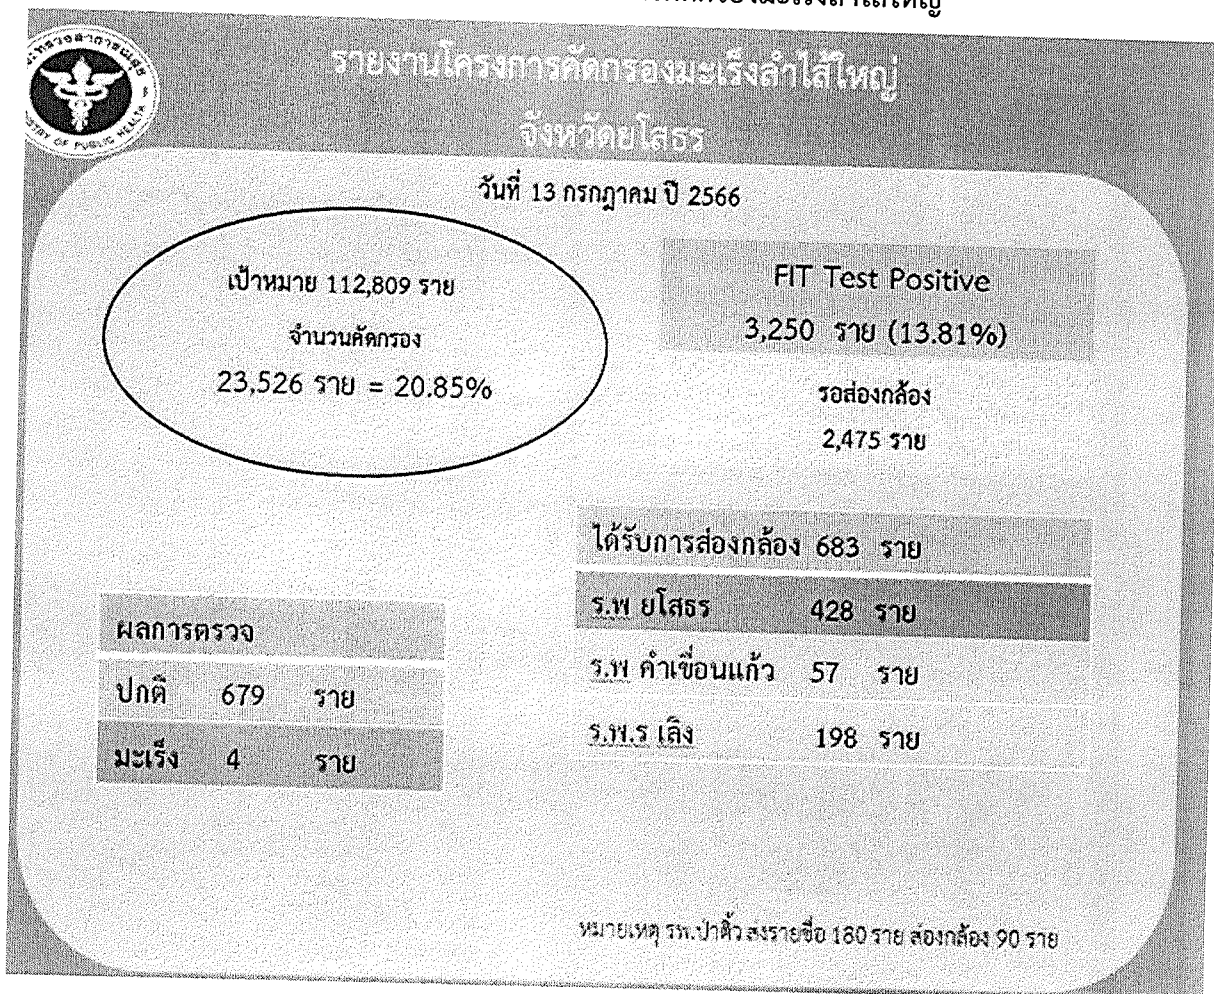 รายงานโครงการคัดกรองมะเร็งลำไส้ใหญ่
จังหวัดยโสธร
วันที่ 13 กรกฎาคม ปี 2566
เป้าหมาย 112,809 ราย
จำนวนคัดกรอง
23,526 ราย = 20.85%
FIT Test Positive
3,250 ราย (13.81%)
รอส่องกล้อง
2,475 ราย
ได้รับการส่องกล้อง 683 ราย
ร.พ ยโสธร 428 ราย
ร.พ คำเขื่อนแก้ว 57 ราย
ร.พ.ร เลิง 198 ราย
ผลการตรวจ
ปกติ 679 ราย
มะเร็ง 4 ราย
หมายเหตุ รพ.ป่าติ้ว ส่งรายชื่อ 180 ราย ส่องกล้อง 90 ราย